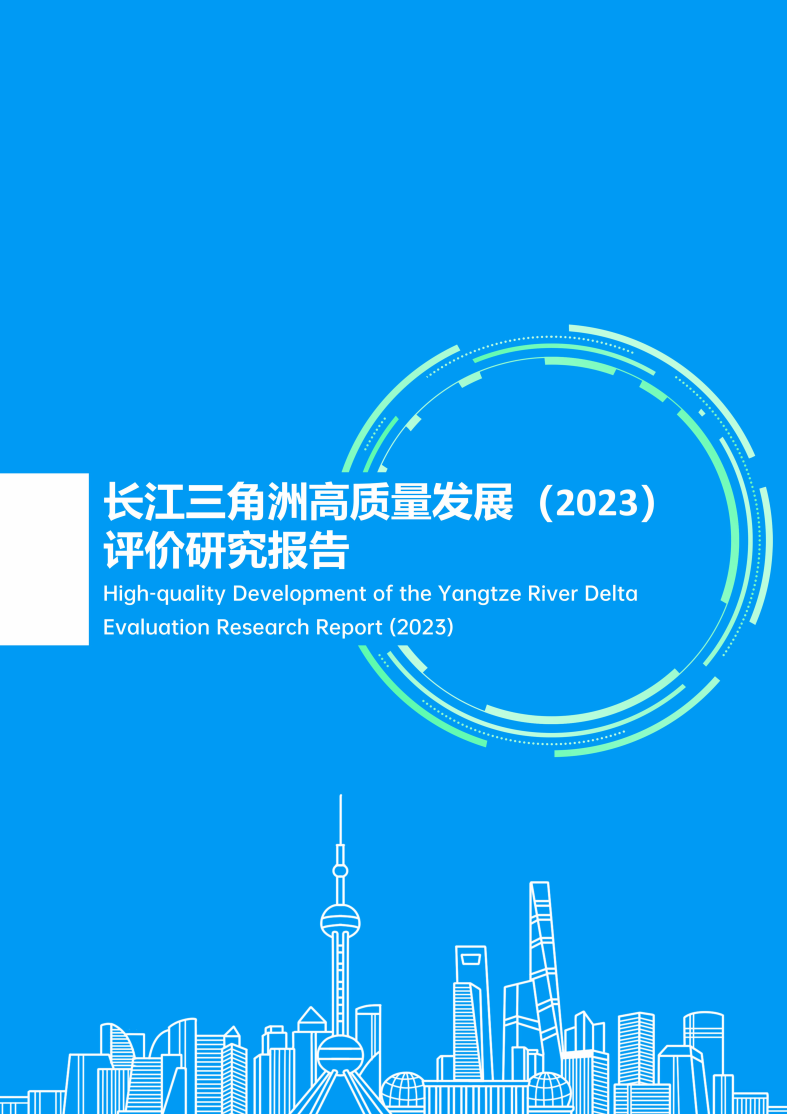 长江三角洲高质量发展（2023）
评价研究报告
High-quality Development of the Yangtze River Delta
Evaluation Research Report (2023)